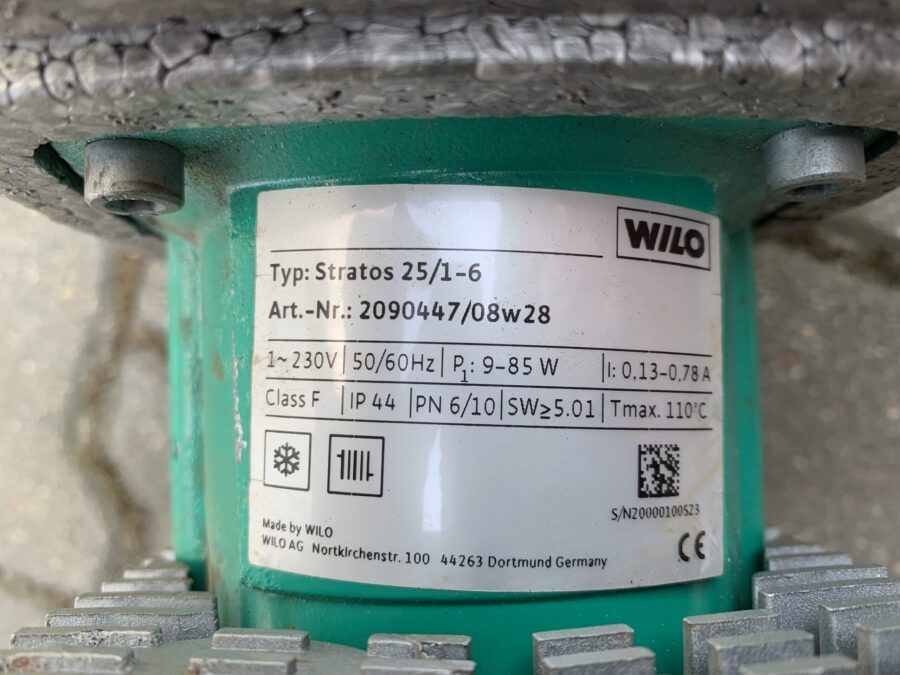 WILO
Typ: Stratos 25/1-6
Art.-Nr.: 2090447/08w28
1~230V 50/60Hz P1: 9-85 W I: 0,13-0,78 A
Class F IP 44 PN 6/10 SW≥5.01 Tmax. 110°C
S/N20000100523
Made by WILO
WILO AG Nortkirchenstr. 100 44263 Dortmund Germany
CE